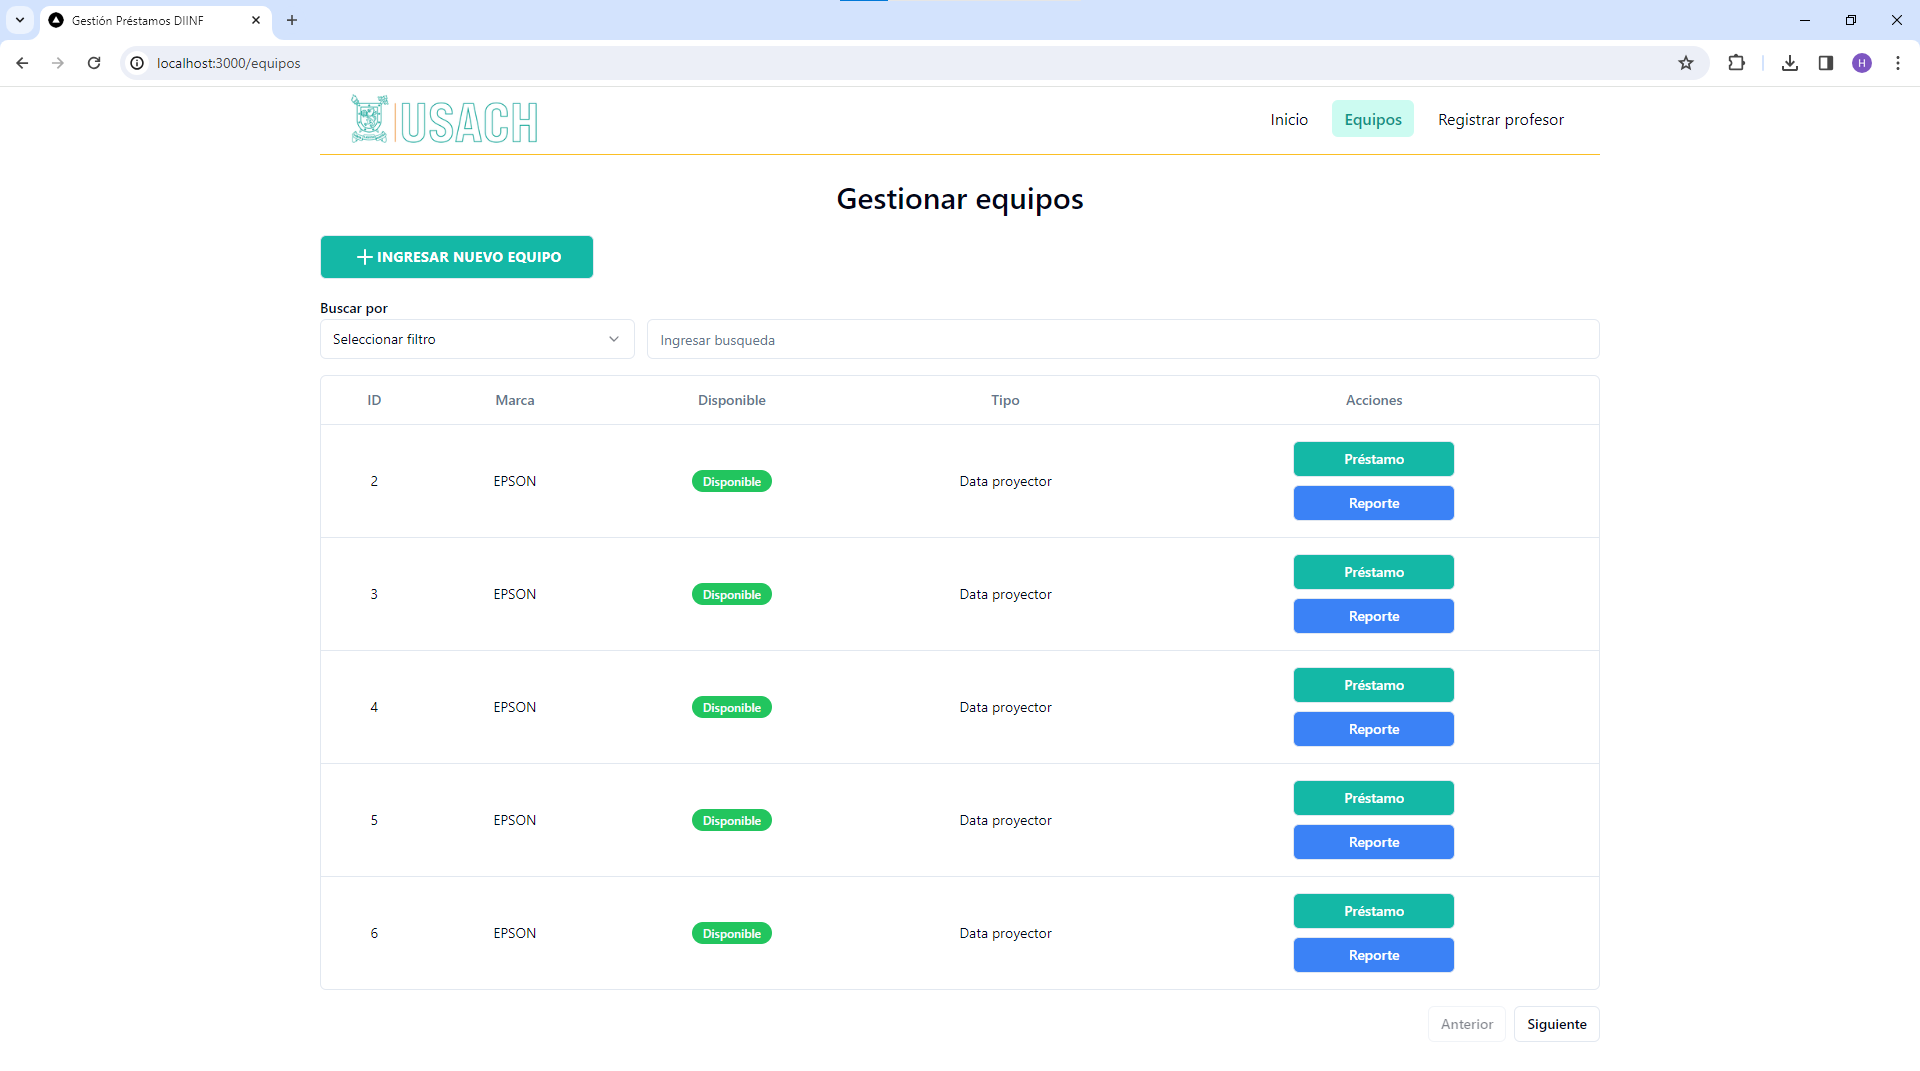 Gestión Préstamos DIINF
localhost:3000/equipos
H
USACH
Inicio Equipos Registrar profesor
Gestionar equipos
INGRESAR NUEVO EQUIPO
Buscar por
Seleccionar filtro Ingresar busqueda
ID Marca Disponible Tipo Acciones
2 EPSON Disponible Data proyector Préstamo
Reporte
3 EPSON Disponible Data proyector Préstamo
Reporte
4 EPSON Disponible Data proyector Préstamo
Reporte
5 EPSON Disponible Data proyector Préstamo
Reporte
6 EPSON Disponible Data proyector Préstamo
Reporte
Anterior Siguiente